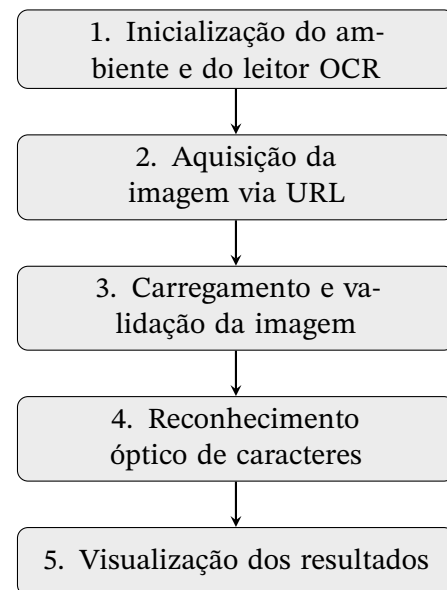 1. Inicialização do am-
biente e do leitor OCR
2. Aquisição da
imagem via URL
3. Carregamento e va-
lidação da imagem
4. Reconhecimento
óptico de caracteres
5. Visualização dos resultados